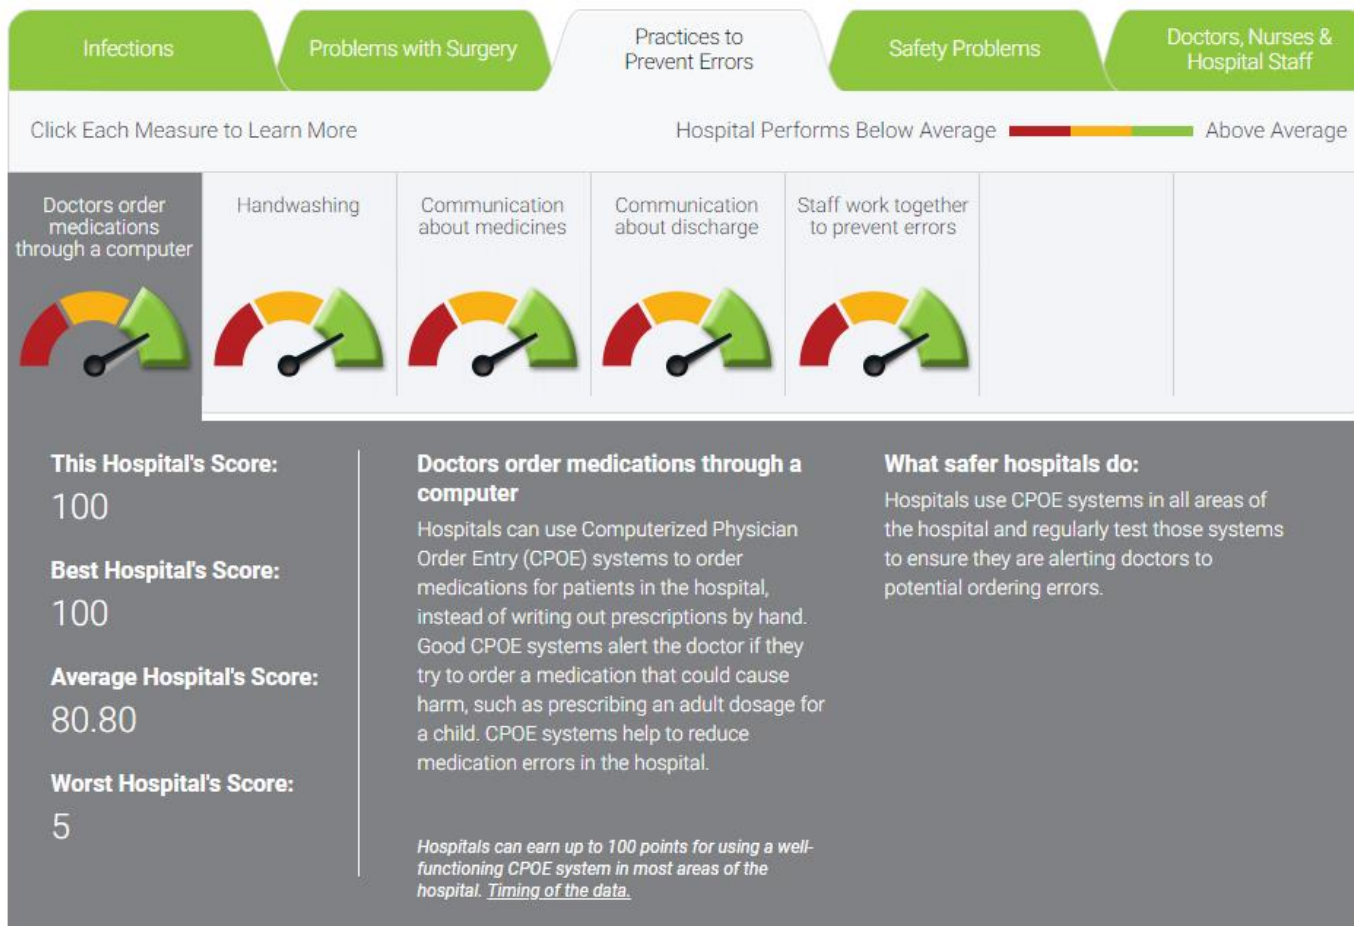 Infections
Problems with Surgery
Practices to
Prevent Errors
Safety Problems
Doctors, Nurses &
Hospital Staff
Click Each Measure to Learn More
Hospital Performs Below Average
Above Average
Doctors order
medications
through a computer
Handwashing
Communication
about medicines
Communication
about discharge
Staff work together
to prevent errors
This Hospital's Score:
100
Best Hospital's Score:
100
Average Hospital's Score:
80.80
Worst Hospital's Score:
5
Doctors order medications through a
computer
Hospitals can use Computerized Physician
Order Entry (CPOE) systems to order
medications for patients in the hospital,
instead of writing out prescriptions by hand.
Good CPOE systems alert the doctor if they
try to order a medication that could cause
harm, such as prescribing an adult dosage for
a child. CPOE systems help to reduce
medication errors in the hospital.
Hospitals can earn up to 100 points for using a well-
functioning CPOE system in most areas of the
hospital. Timing of the data.
What safer hospitals do:
Hospitals use CPOE systems in all areas of
the hospital and regularly test those systems
to ensure they are alerting doctors to
potential ordering errors.